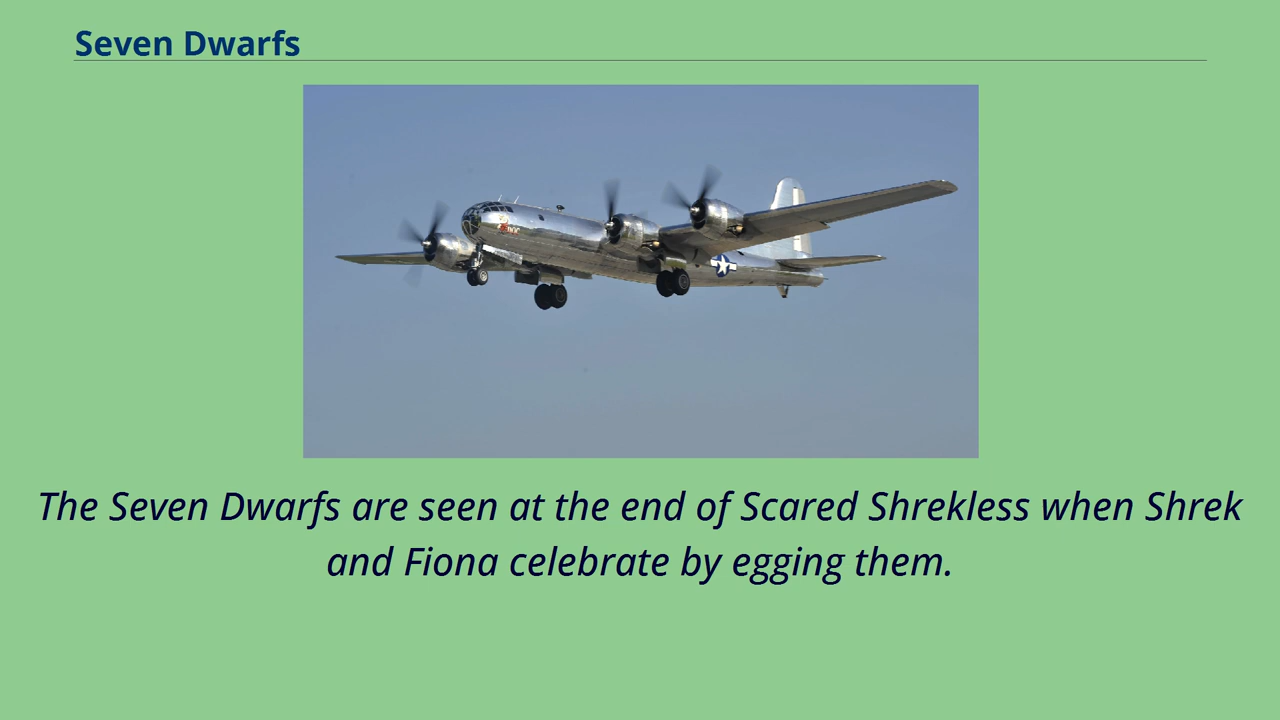 Seven Dwarfs
The Seven Dwarfs are seen at the end of Scared Shrekless when Shrek
and Fiona celebrate by egging them.